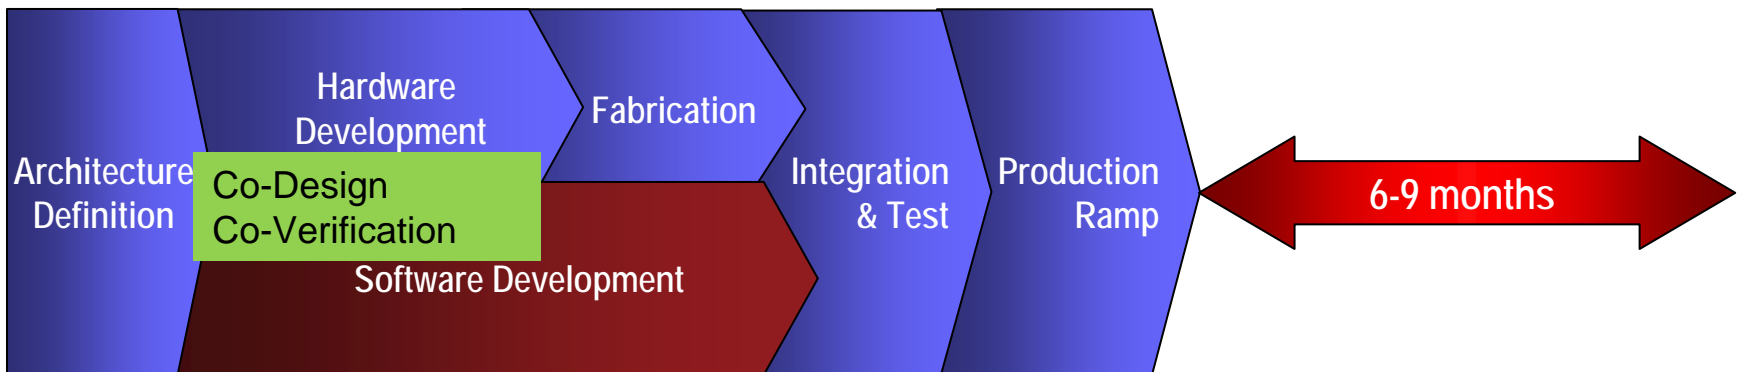 Architecture
Definition
Hardware
Development
Co-Design
Co-Verification
Software Development
Fabrication
Integration
& Test
Production
Ramp
6-9 months